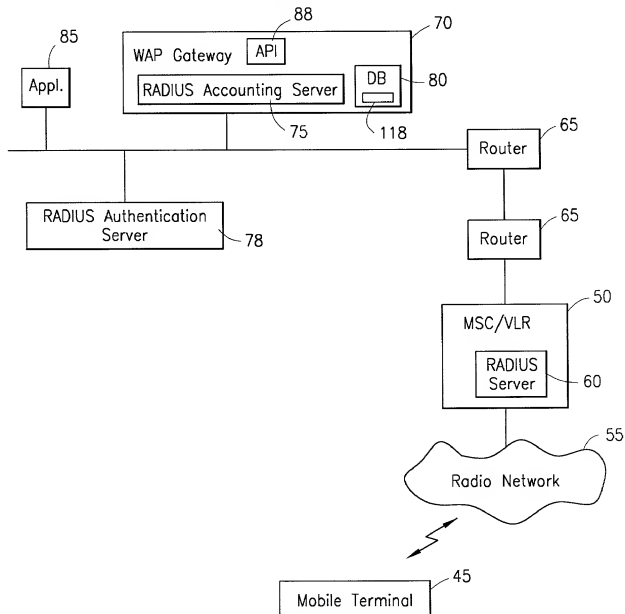 85
88
70
WAP Gateway
API
Appl.
RADIUS Accounting Server
DB
80
75
118
65
Router
RADIUS Authentication
Server
78
65
Router
50
MSC/VLR
RADIUS
Server
60
55
Radio Network
45
Mobile Terminal